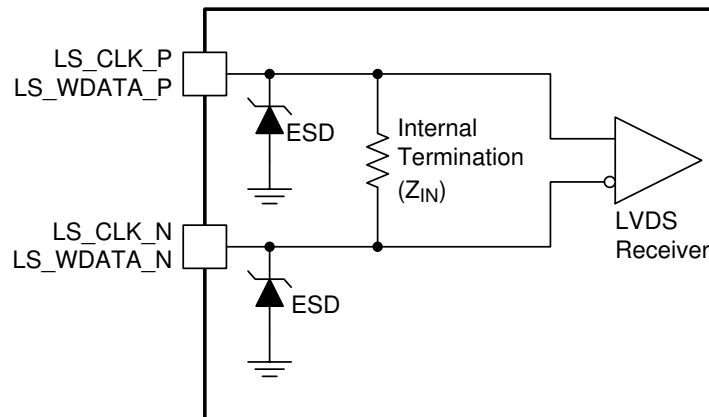 LS_CLK_P
LS_WDATA_P
ESD
Internal
Termination
(ZIN)
LS_CLK_N
LS_WDATA_N
ESD
LVDS
Receiver